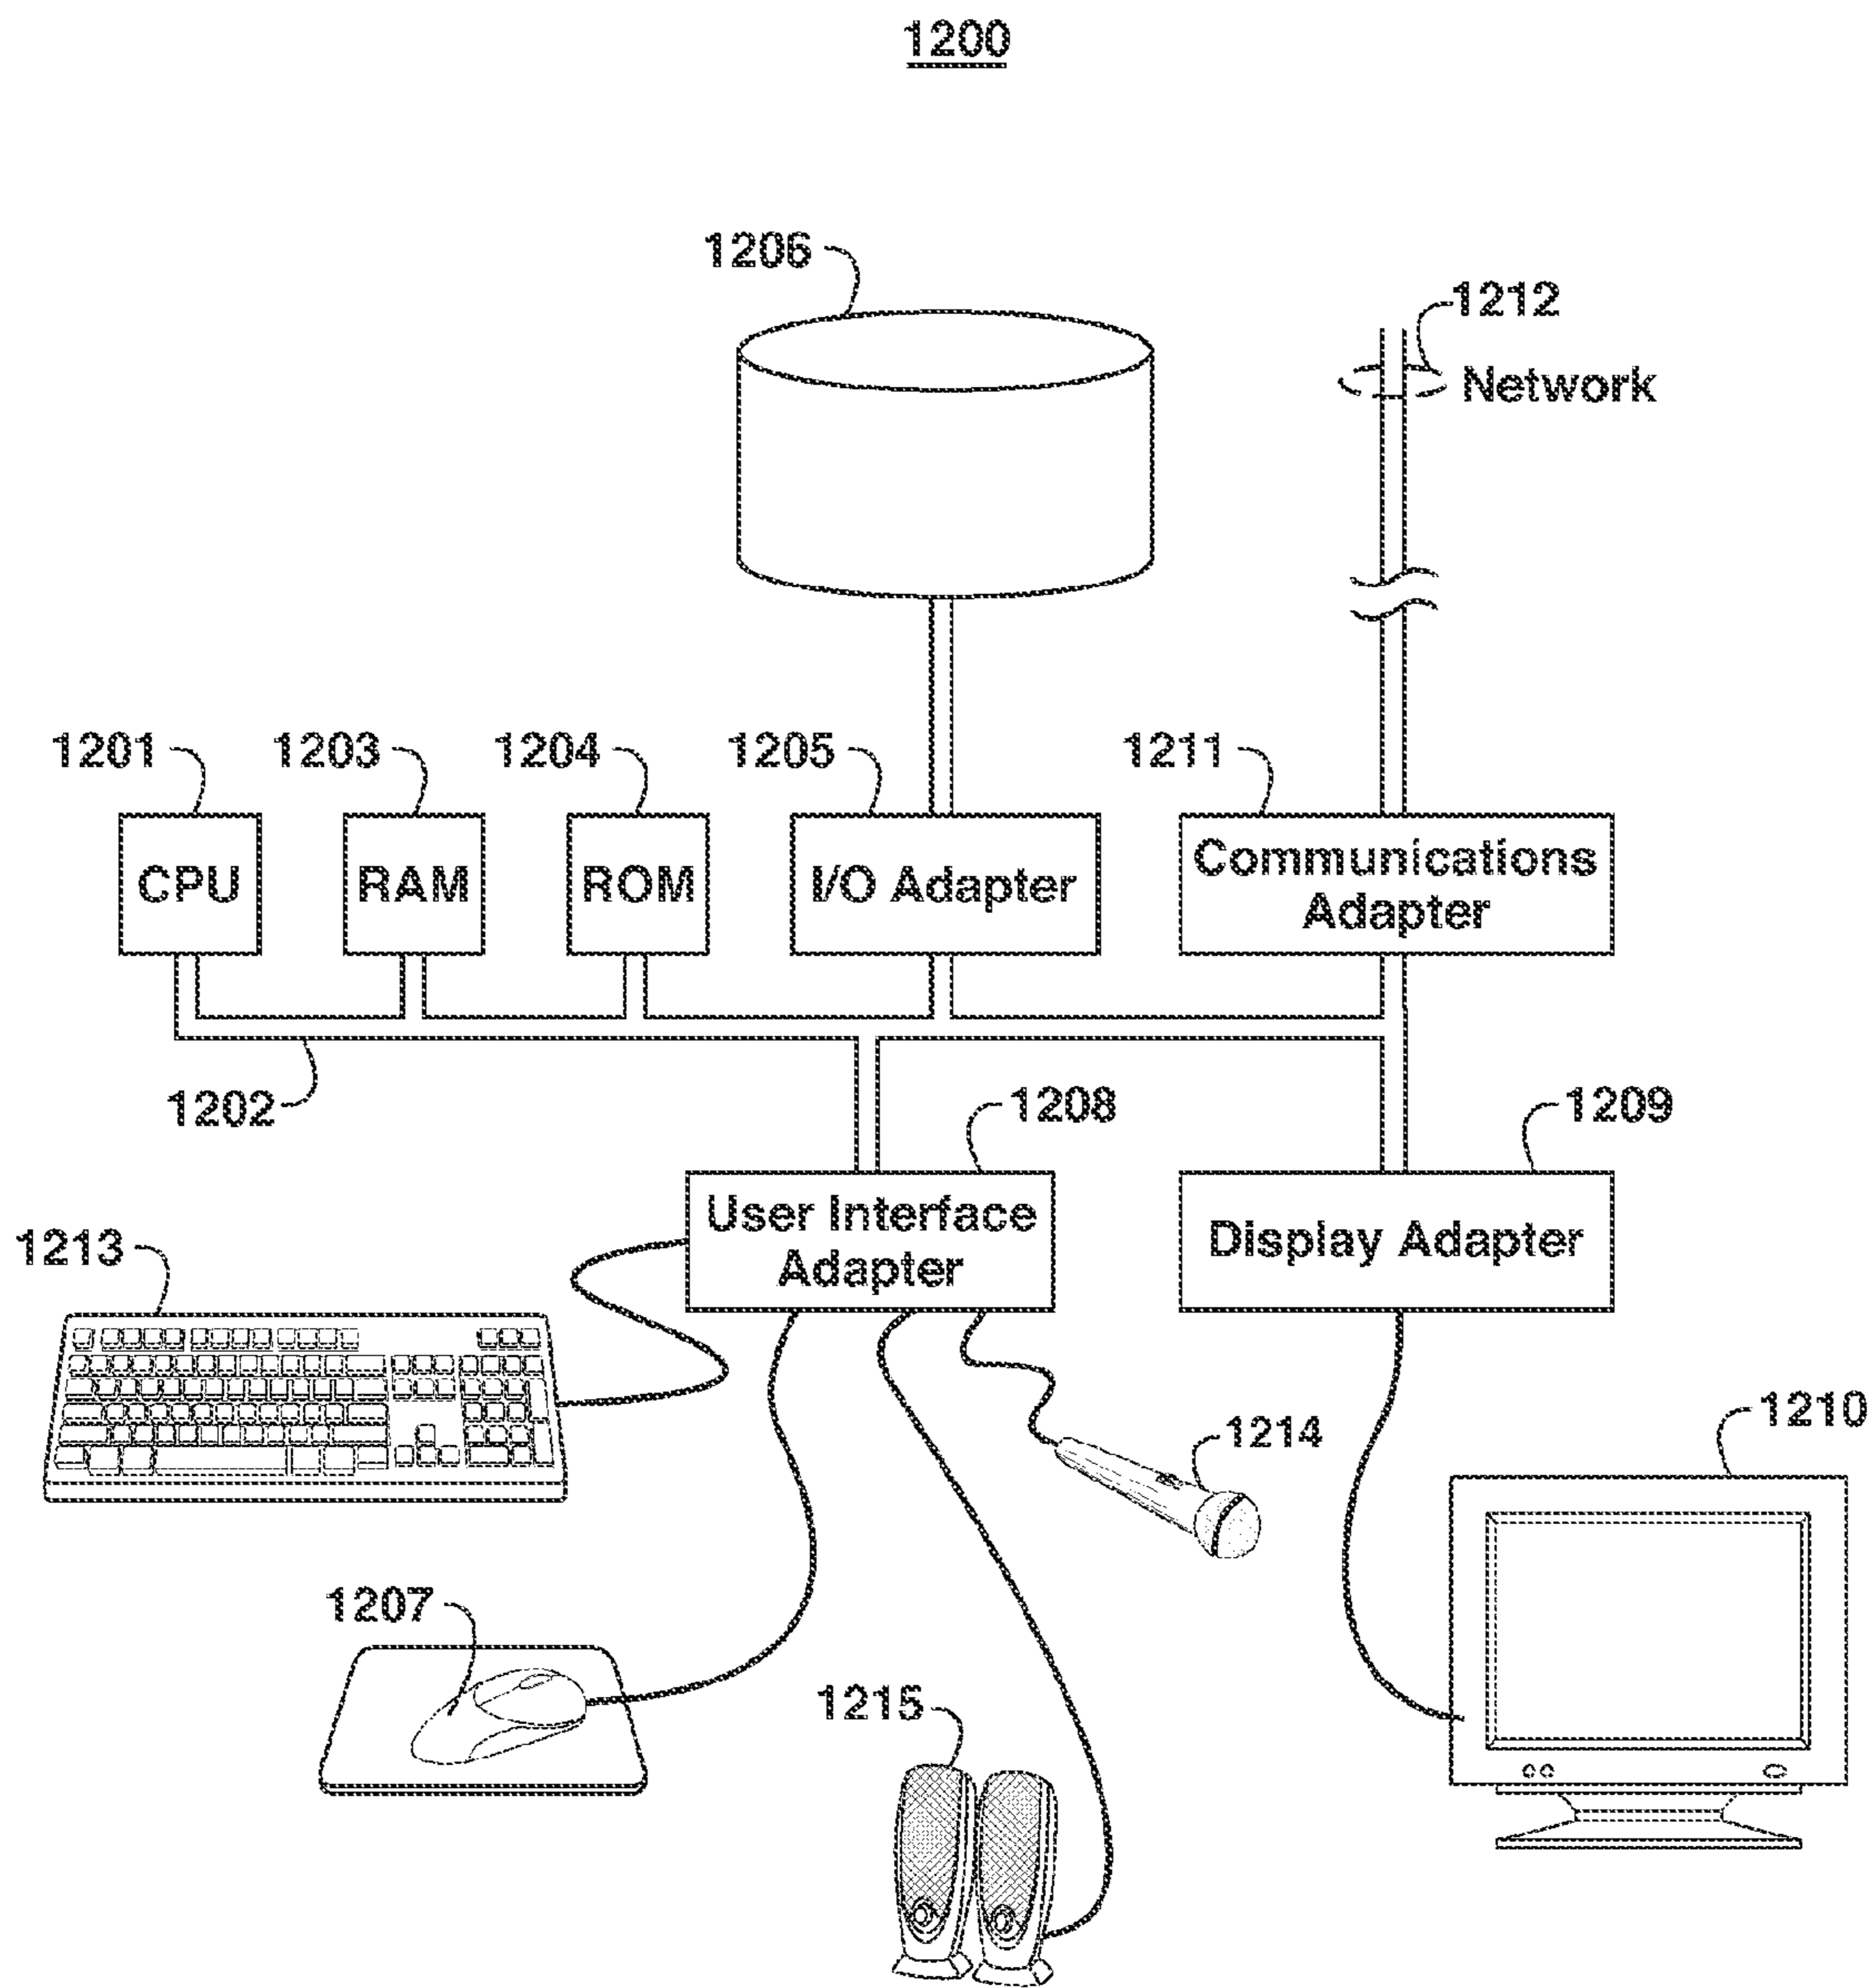 1200
1206
1212
Network
1201
1203
1204
1205
1211
CPU
RAM
ROM
I/O Adapter
Communications
Adapter
1202
1208
1209
User Interface
Adapter
Display Adapter
1213
1214
1210
1207
1215